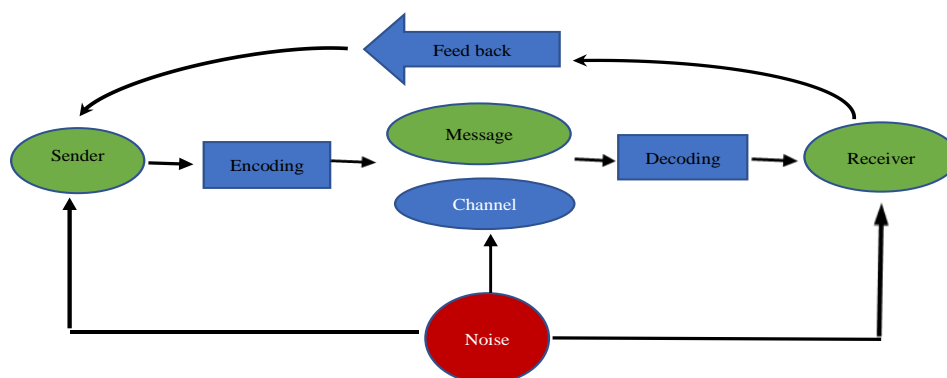 Feed back
Message
Sender
Encoding
Decoding
Receiver
Channel
Noise